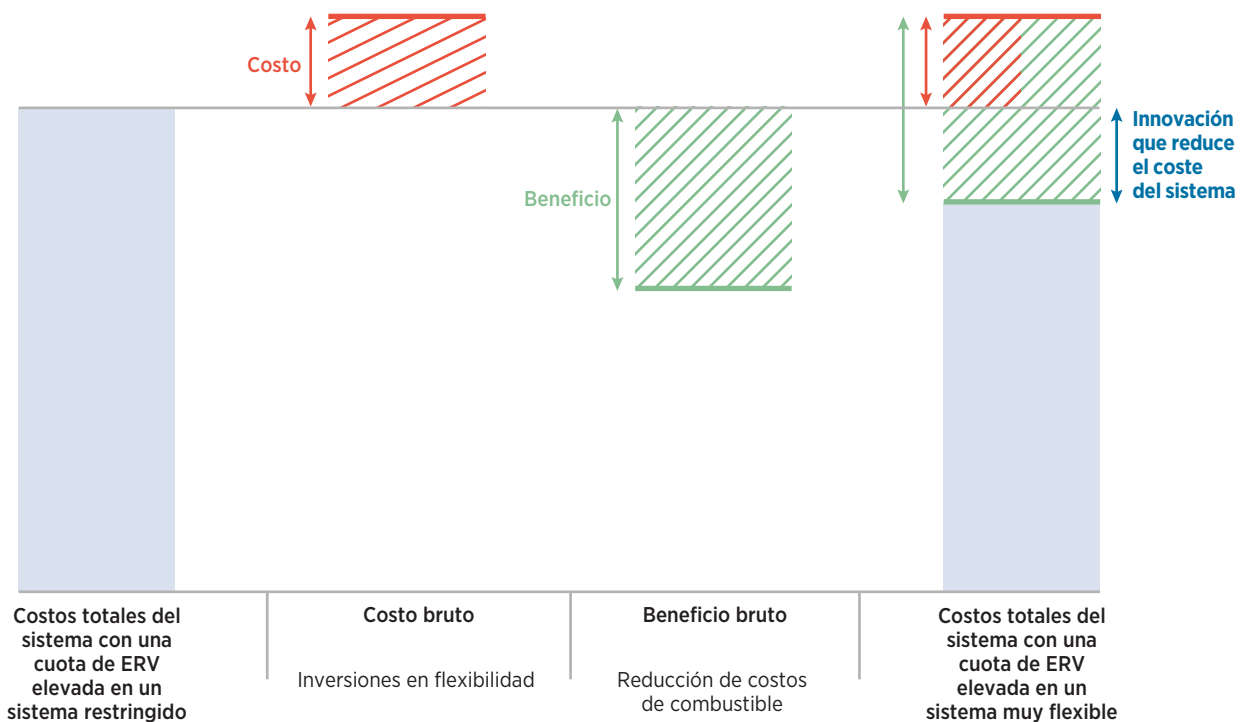 Costo
Beneficio
Innovación
que reduce
el coste
del sistema
Costos totales del
sistema con una
cuota de ERV
elevada en un
sistema restringido
Costo bruto
Inversiones en flexibilidad
Beneficio bruto
Reducción de costos
de combustible
Costos totales del
sistema con una
cuota de ERV
elevada en un
sistema muy flexible